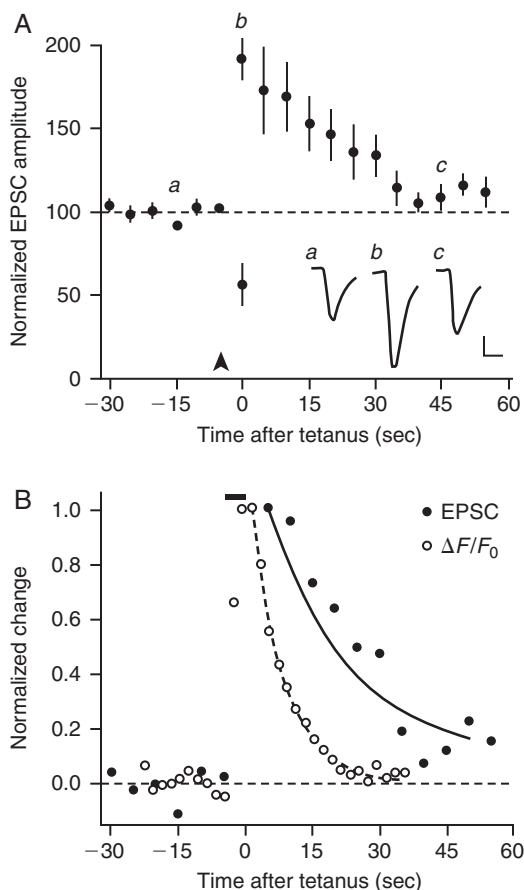 A
b
200
Normalized EPSC amplitude
150
a
c
100
a
b
c
50
0
−30
−15
0
15
30
45
60
Time after tetanus (sec)
B
1.0
EPSC
ΔF/F₀
0.8
Normalized change
0.6
0.4
0.2
0.0
−30
−15
0
15
30
45
60
Time after tetanus (sec)